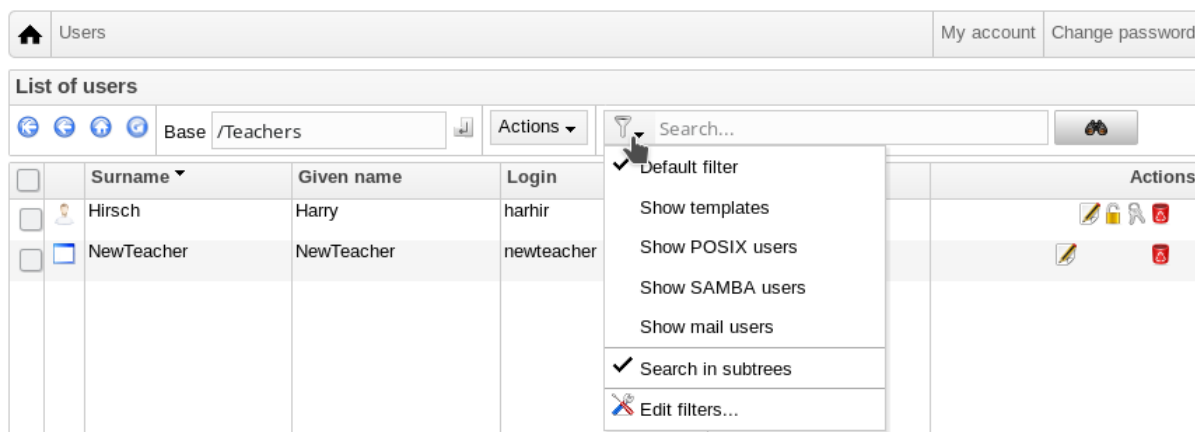 Users My account Change password
List of users
Base /Teachers Actions Search...
Surname Given name Login Actions
Hirsch Harry harhir
NewTeacher NewTeacher newteacher
Default filter
Show templates
Show POSIX users
Show SAMBA users
Show mail users
Search in subtrees
Edit filters...